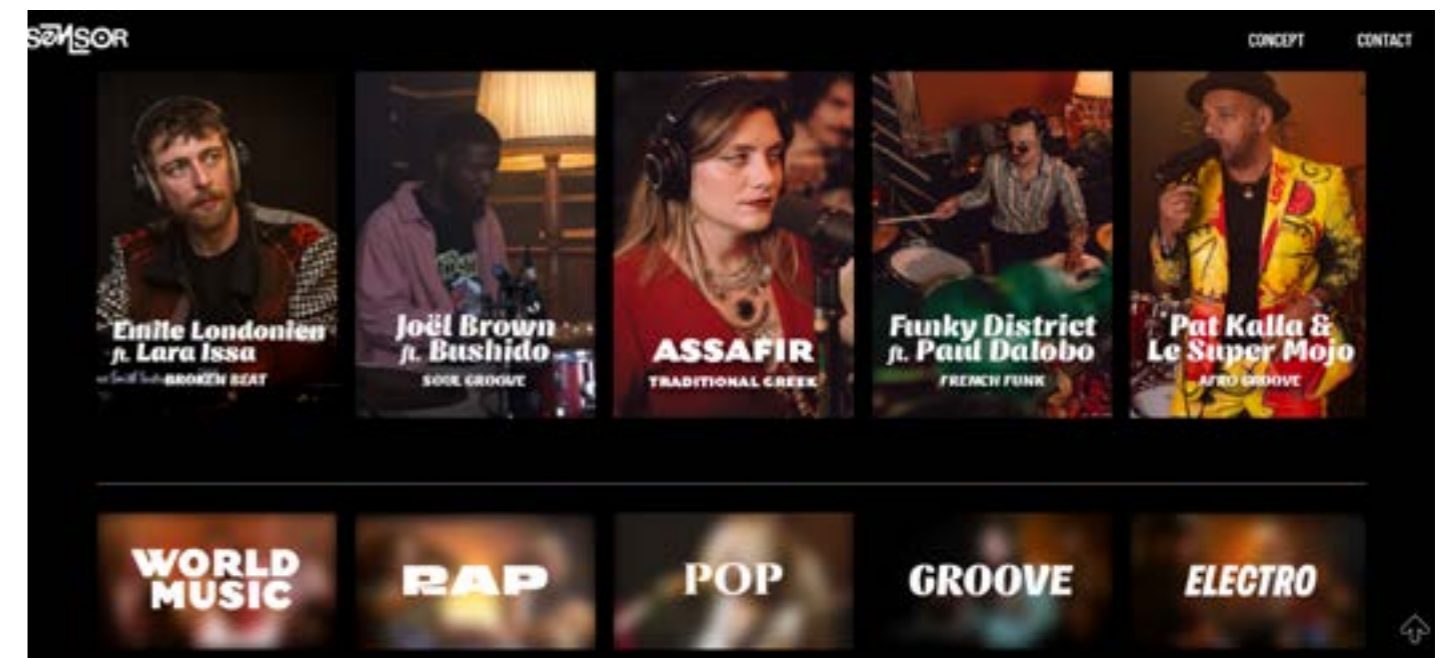 SENSOR
CONCEPT
CONTACT
Emile Londonien
ft. Lara Issa
BROKEN BEAT
Joël Brown
ft. Bushido
SOUL GROOVE
ASSAFIR
TRADITIONAL GREEK
Funky District
ft. Paul Dalobo
FRENCH FUNK
Pat Kalla &
Le Super Mojo
AFRO GROOVE
WORLD
MUSIC
RAP
POP
GROOVE
ELECTRO